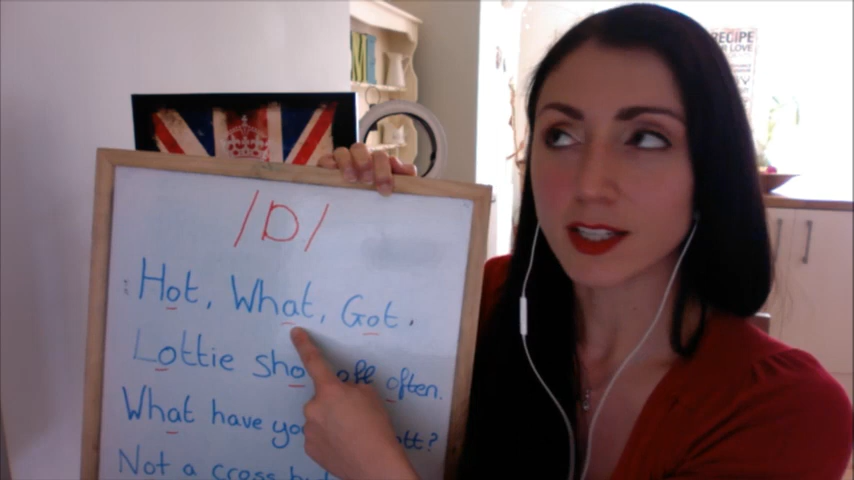 RECIPE
LOVE
/ɒ/
Hot, What, Got.
Lottie off often.
What have
Not a cross